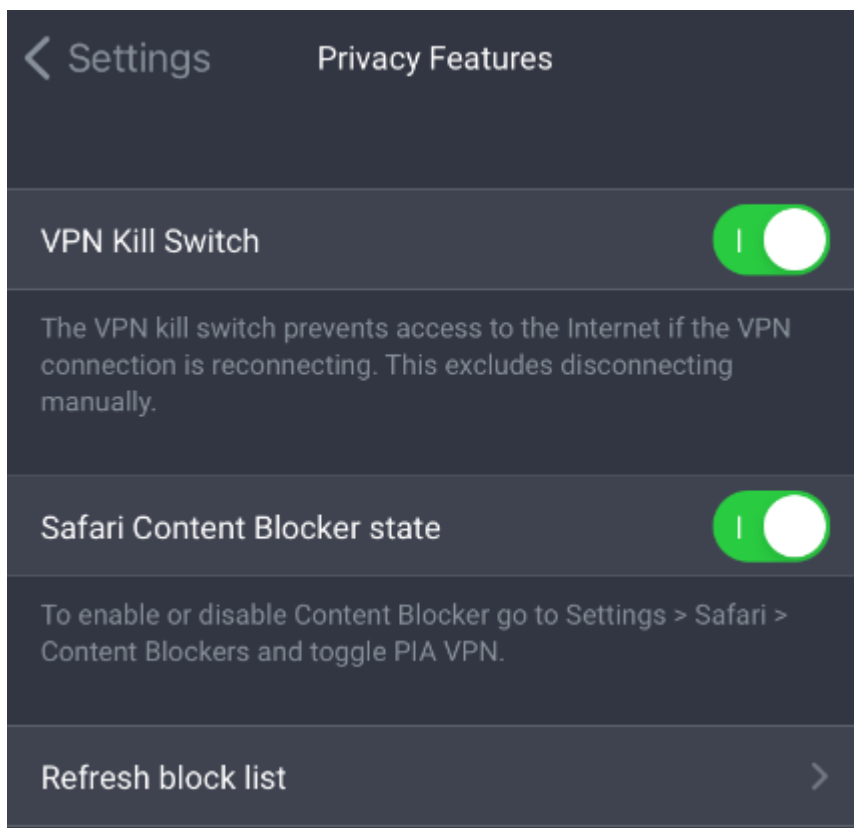 Settings
Privacy Features
VPN Kill Switch
The VPN kill switch prevents access to the Internet if the VPN
connection is reconnecting. This excludes disconnecting
manually.
Safari Content Blocker state
To enable or disable Content Blocker go to Settings > Safari >
Content Blockers and toggle PIA VPN.
Refresh block list